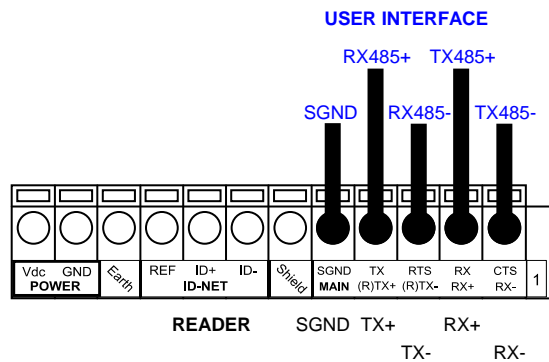 USER INTERFACE
RX485+ TX485+
SGND RX485- TX485-
Vdc GND Earth REF ID+ ID- Shield SGND TX RTS RX CTS
POWER ID-NET MAIN (R)TX+ (R)TX- RX+ RX- 1
READER SGND TX+ RX+
TX- RX-